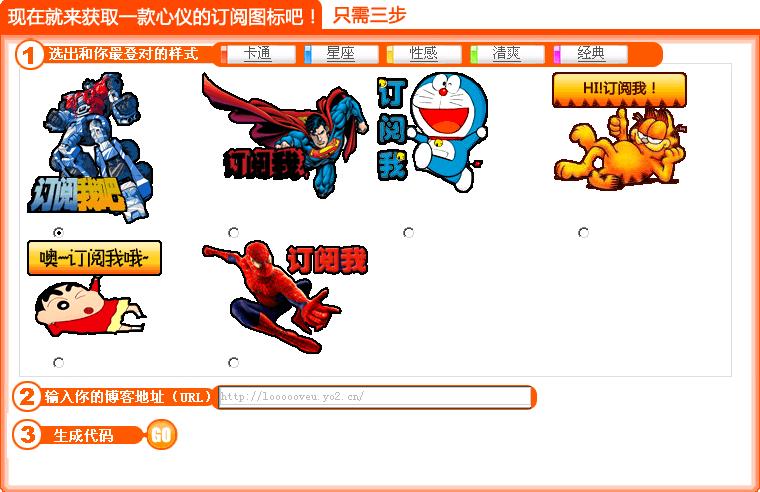 现在就来获取一款心仪的订阅图标吧！ 只需三步
1 选出和你最登对的样式 卡通 星座 性感 清爽 经典
订阅我吧
订阅我
订阅我
HI!订阅我！
噢~订阅我哦~
订阅我
2 输入你的博客地址（URL） http://loooooveu.yo2.cn/
3 生成代码 GO